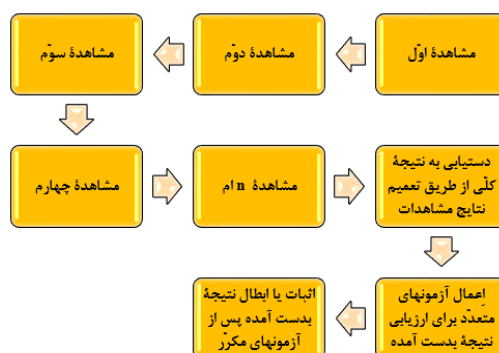 مشاهدهٔ اوّل
مشاهدهٔ دوّم
مشاهدهٔ سوّم
مشاهدهٔ چهارم
مشاهدهٔ n ام
دستیابی به نتیجهٔ
کلّی از طریق تعمیم
نتایج مشاهدات
اِعمال آزمونهای
متعدّد برای ارزیابی
نتیجهٔ بدست آمده
اثبات یا ابطال نتیجهٔ
بدست آمده پس از
آزمونهای مکرّر